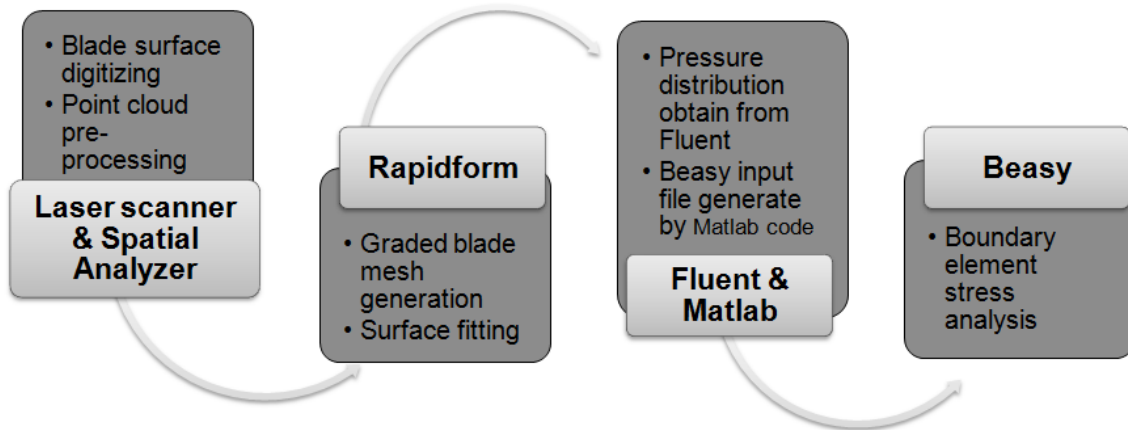 • Blade surface
digitizing
• Point cloud
pre-
processing
Laser scanner
& Spatial
Analyzer
Rapidform
• Graded blade
mesh
generation
• Surface fitting
• Pressure
distribution
obtain from
Fluent
• Beasy input
file generate
by Matlab code
Fluent &
Matlab
Beasy
• Boundary
element
stress
analysis